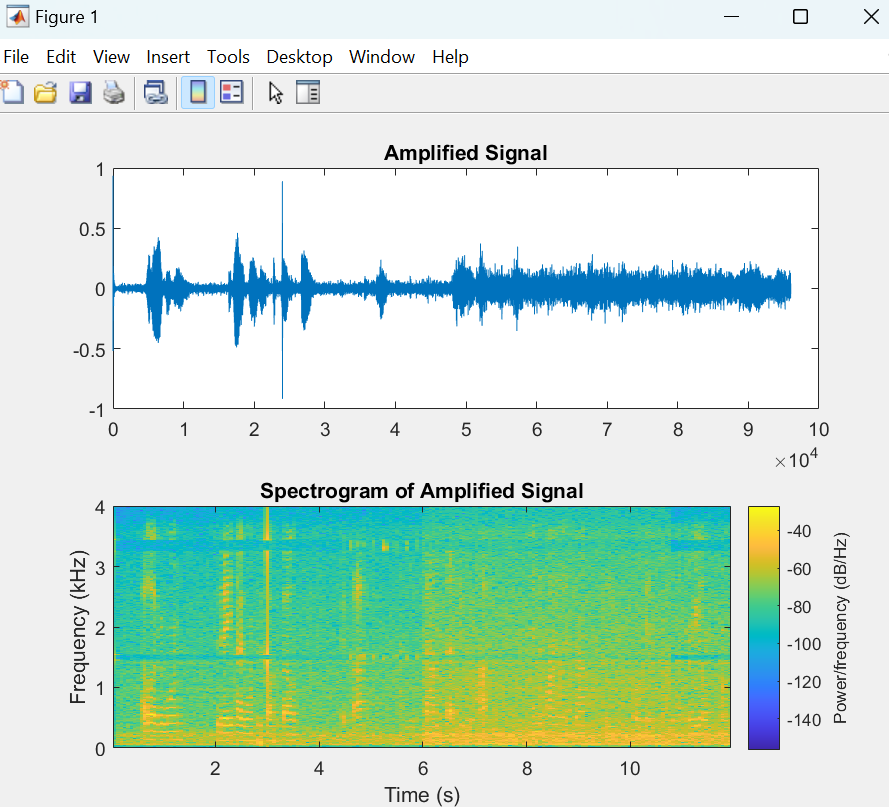 Figure 1
File Edit View Insert Tools Desktop Window Help
Amplified Signal
1
0.5
0
-0.5
-1
0 1 2 3 4 5 6 7 8 9 10
×10^4
Spectrogram of Amplified Signal
4
3
2
1
0
Frequency (kHz)
2 4 6 8 10
Time (s)
-40
-60
-80
-100
-120
-140
Power/frequency (dB/Hz)